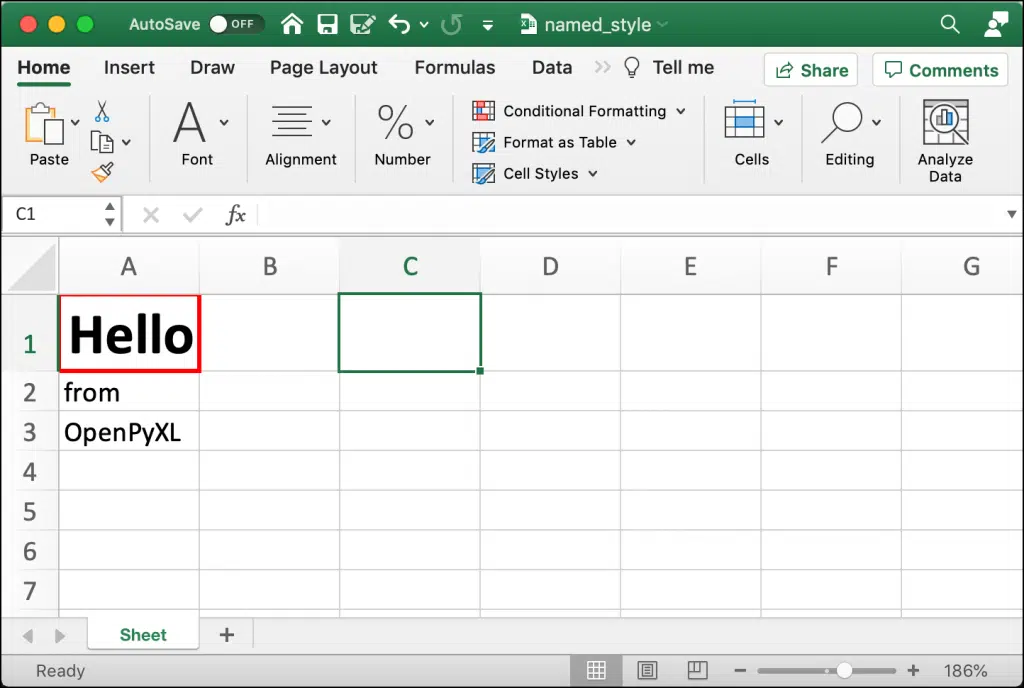 AutoSave OFF named_style
Home Insert Draw Page Layout Formulas Data Tell me Share Comments
Paste Font Alignment Number Conditional Formatting Format as Table Cell Styles Cells Editing Analyze Data
C1 fx
A B C D E F G
1 Hello
2 from
3 OpenPyXL
4
5
6
7
Sheet +
Ready 186%